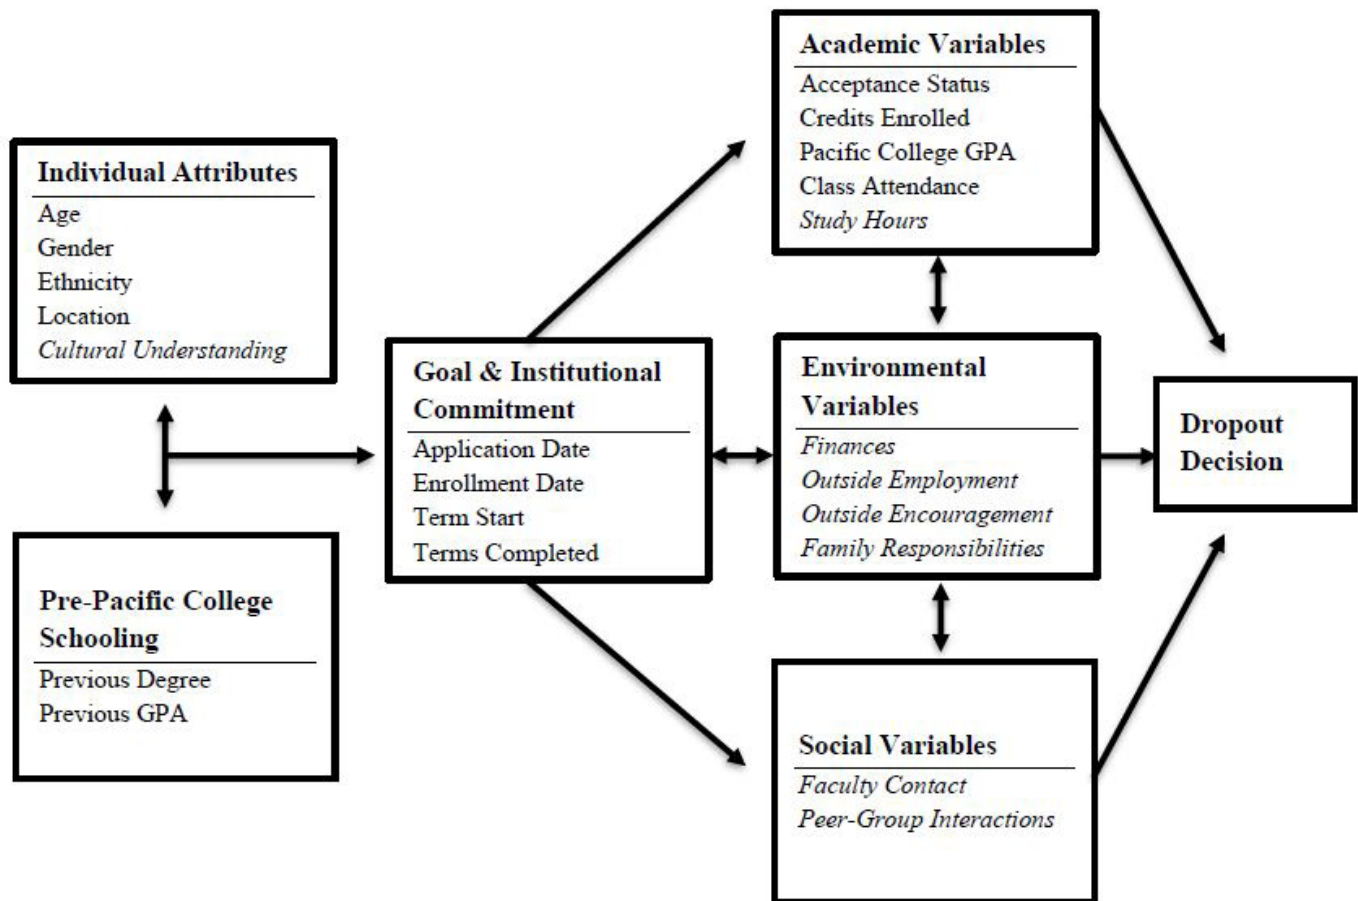 Individual Attributes
Age
Gender
Ethnicity
Location
Cultural Understanding
Pre-Pacific College
Schooling
Previous Degree
Previous GPA
Goal & Institutional
Commitment
Application Date
Enrollment Date
Term Start
Terms Completed
Academic Variables
Acceptance Status
Credits Enrolled
Pacific College GPA
Class Attendance
Study Hours
Environmental
Variables
Finances
Outside Employment
Outside Encouragement
Family Responsibilities
Social Variables
Faculty Contact
Peer-Group Interactions
Dropout
Decision